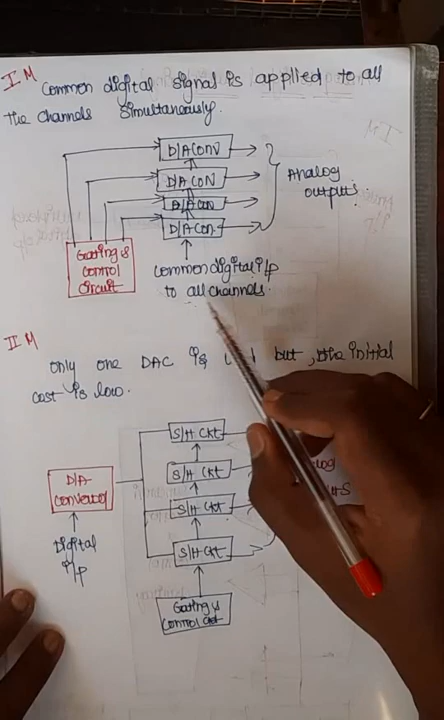 I M Common digital signal is applied to all
the channels simultaneously.
D/A CONV
D/A CON
D/A CON
D/A CON.
Analog
outputs.
Gating &
control
circuit
Common digital i/p
to all channels.
II M
only one DAC is but, the initial
cost is low.
S/H CKt
S/H CKt
S/H CKt
S/H CKt
D/A
Convertor
Digital
i/p
Gating &
Control Ckt